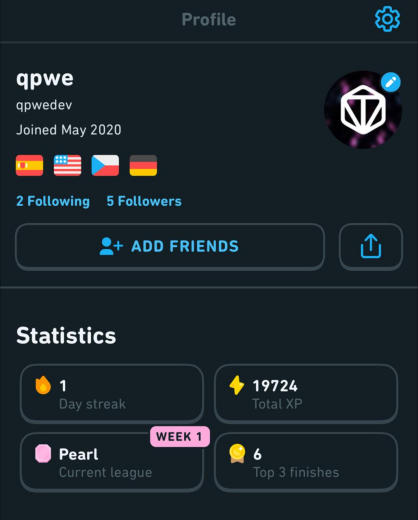 Profile
qpwe
qpwedev
Joined May 2020
2 Following 5 Followers
ADD FRIENDS
Statistics
1
Day streak
19724
Total XP
WEEK 1
Pearl
Current league
6
Top 3 finishes